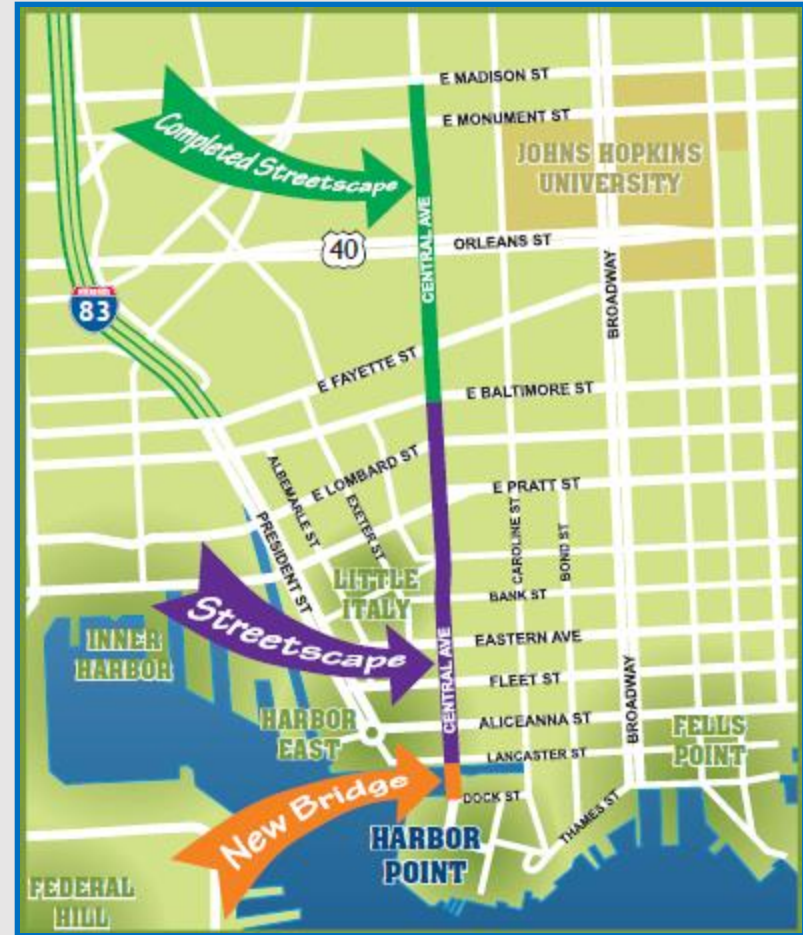 E MADISON ST
E MONUMENT ST
Completed Streetscape
JOHNS HOPKINS
UNIVERSITY
CENTRAL AVE
40
ORLEANS ST
BROADWAY
83
E FAYETTE ST
E BALTIMORE ST
E LOMBARD ST
ALBEMARLE ST
EXETER ST
E PRATT ST
CAROLINE ST
BOND ST
PRESIDENT ST
LITTLE
ITALY
BANK ST
Streetscape
INNER
HARBOR
CENTRAL AVE
EASTERN AVE
FLEET ST
BROADWAY
HARBOR
EAST
ALICEANNA ST
FELLS
POINT
LANCASTER ST
New Bridge
DOCK ST
THAMES ST
HARBOR
POINT
FEDERAL
HILL